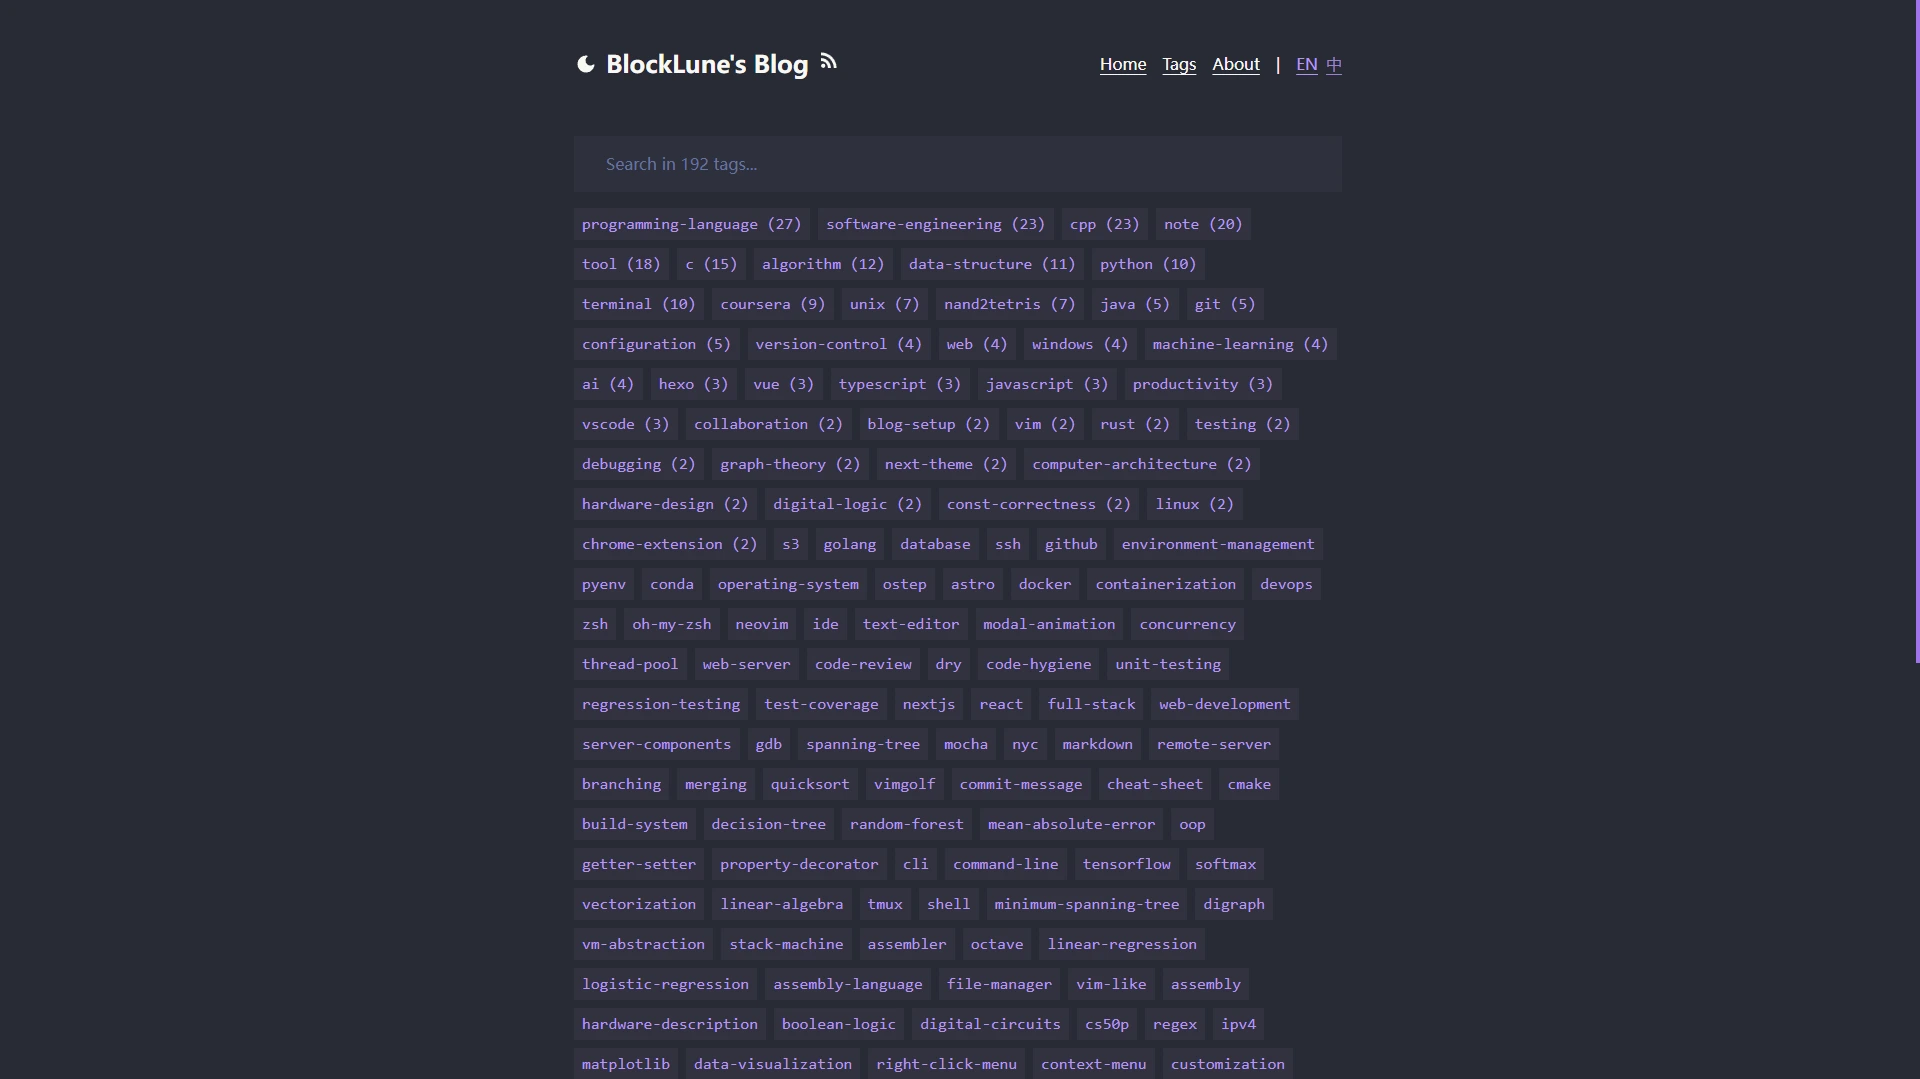 BlockLune's Blog
Home Tags About | EN 中
Search in 192 tags...
programming-language (27) software-engineering (23) cpp (23) note (20)
tool (18) c (15) algorithm (12) data-structure (11) python (10)
terminal (10) coursera (9) unix (7) nand2tetris (7) java (5) git (5)
configuration (5) version-control (4) web (4) windows (4) machine-learning (4)
ai (4) hexo (3) vue (3) typescript (3) javascript (3) productivity (3)
vscode (3) collaboration (2) blog-setup (2) vim (2) rust (2) testing (2)
debugging (2) graph-theory (2) next-theme (2) computer-architecture (2)
hardware-design (2) digital-logic (2) const-correctness (2) linux (2)
chrome-extension (2) s3 golang database ssh github environment-management
pyenv conda operating-system ostep astro docker containerization devops
zsh oh-my-zsh neovim ide text-editor modal-animation concurrency
thread-pool web-server code-review dry code-hygiene unit-testing
regression-testing test-coverage nextjs react full-stack web-development
server-components gdb spanning-tree mocha nyc markdown remote-server
branching merging quicksort vimgolf commit-message cheat-sheet cmake
build-system decision-tree random-forest mean-absolute-error oop
getter-setter property-decorator cli command-line tensorflow softmax
vectorization linear-algebra tmux shell minimum-spanning-tree digraph
vm-abstraction stack-machine assembler octave linear-regression
logistic-regression assembly-language file-manager vim-like assembly
hardware-description boolean-logic digital-circuits cs50p regex ipv4
matplotlib data-visualization right-click-menu context-menu customization